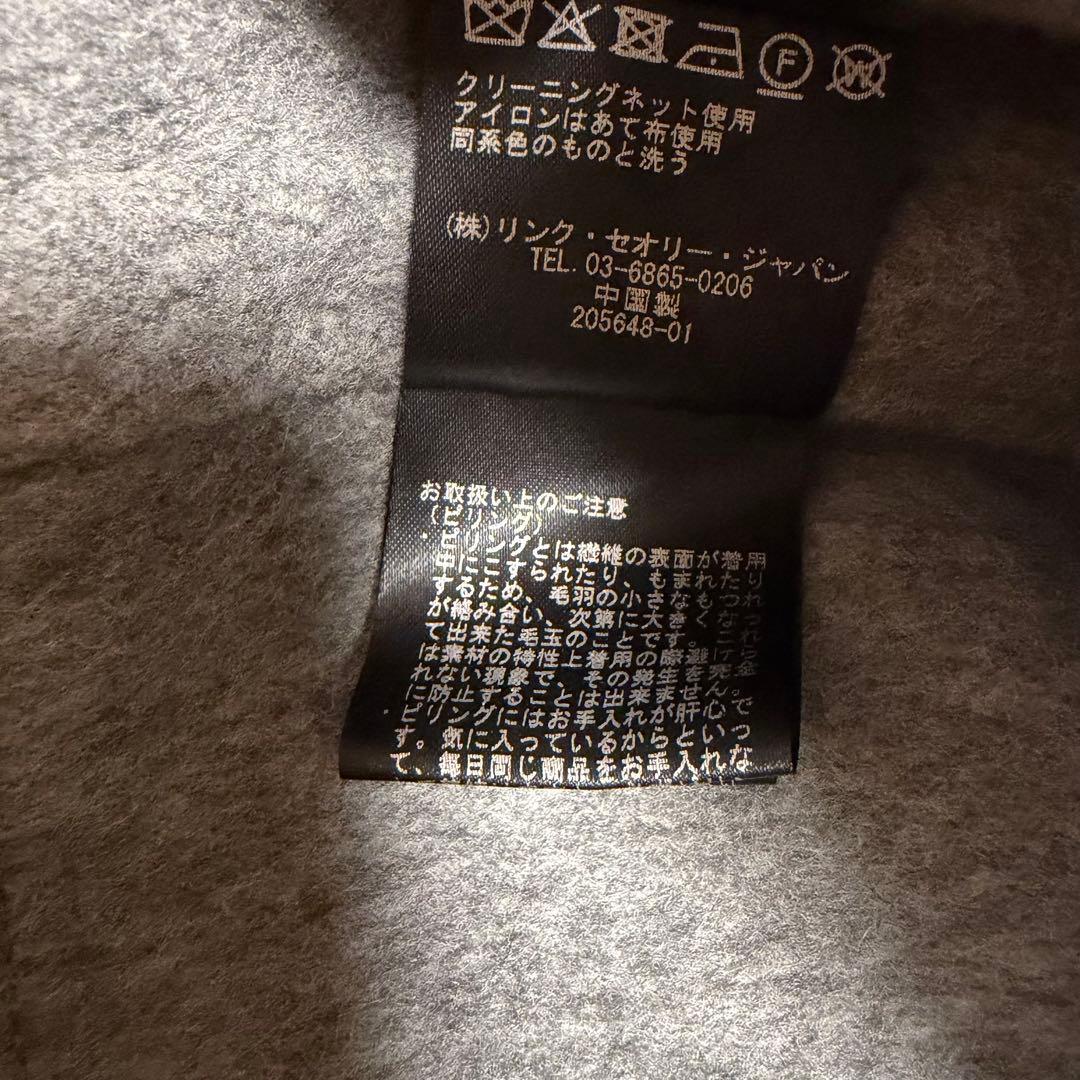 F
W
クリーニングネット使用
アイロンはあて布使用
同系色のものと洗う
(株)リンク・セオリー・ジャパン
TEL. 03-6865-0206
中国製
205648-01
お取扱い上のご注意
(ピリング)
・ピリングとは繊維の表面が着用
中にこすられたり、もまれたり
するため、毛羽の小さなもつれ
が絡み合い、次第に大きくなっ
て出来た毛玉のことです。これら
は素材の特性上着用の際避けら
れない現象で、その発生を完全
に防止することは出来ません。
・ピリングにはお手入れが肝心で
す。気に入っているからといっ
て、毎日同じ商品をお手入れな